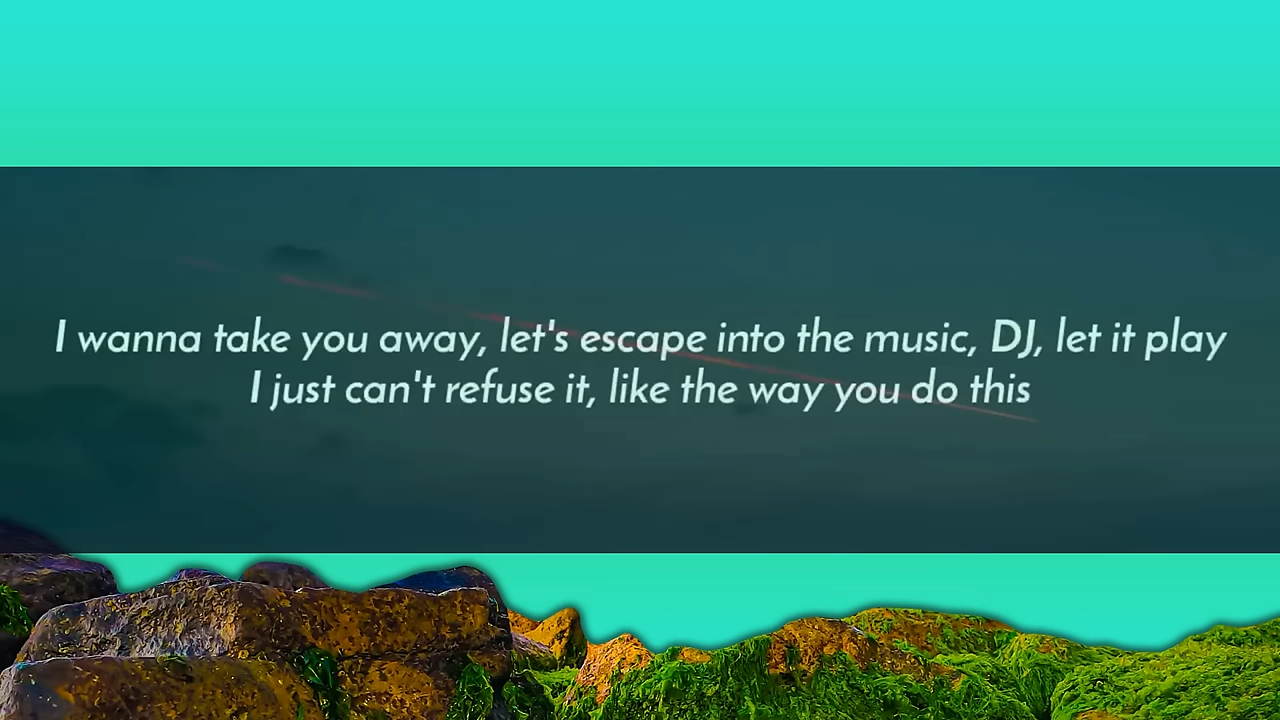 I wanna take you away, let's escape into the music, DJ, let it play
I just can't refuse it, like the way you do this